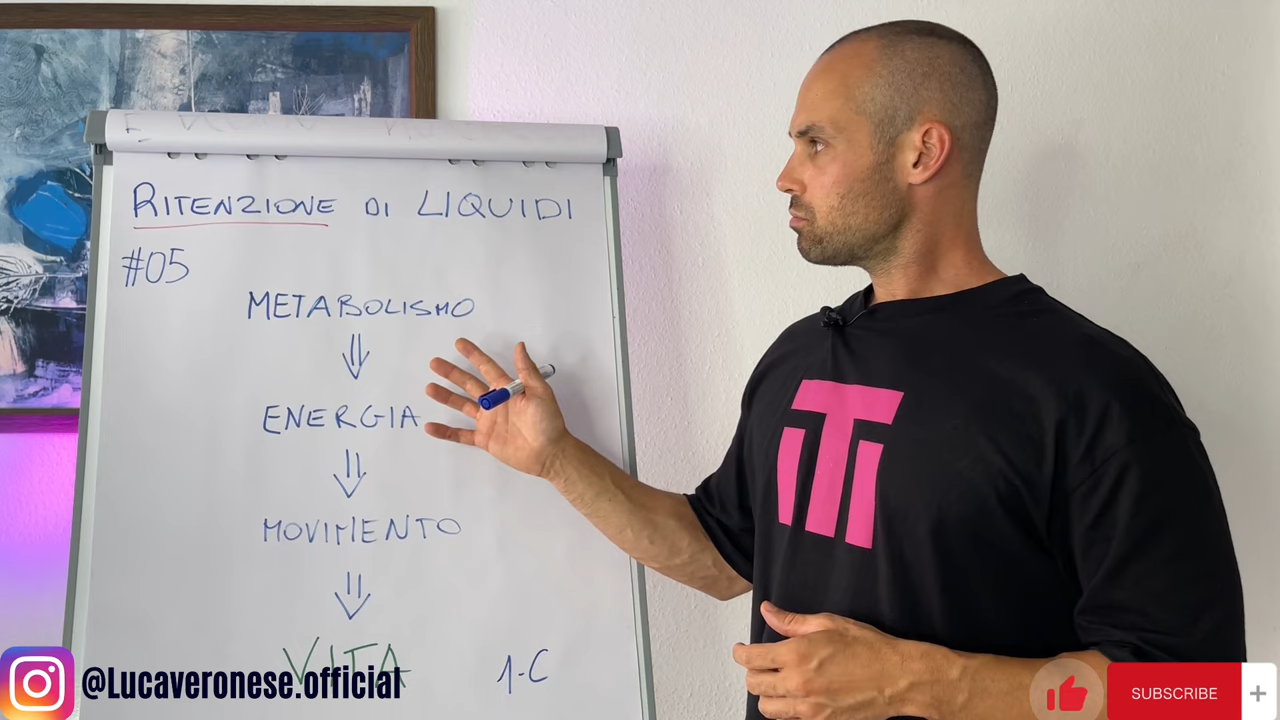 RITENZIONE DI LIQUIDI
#05
METABOLISMO
ENERGIA
MOVIMENTO
VITA
1-C
@Lucaveronese.official
SUBSCRIBE +